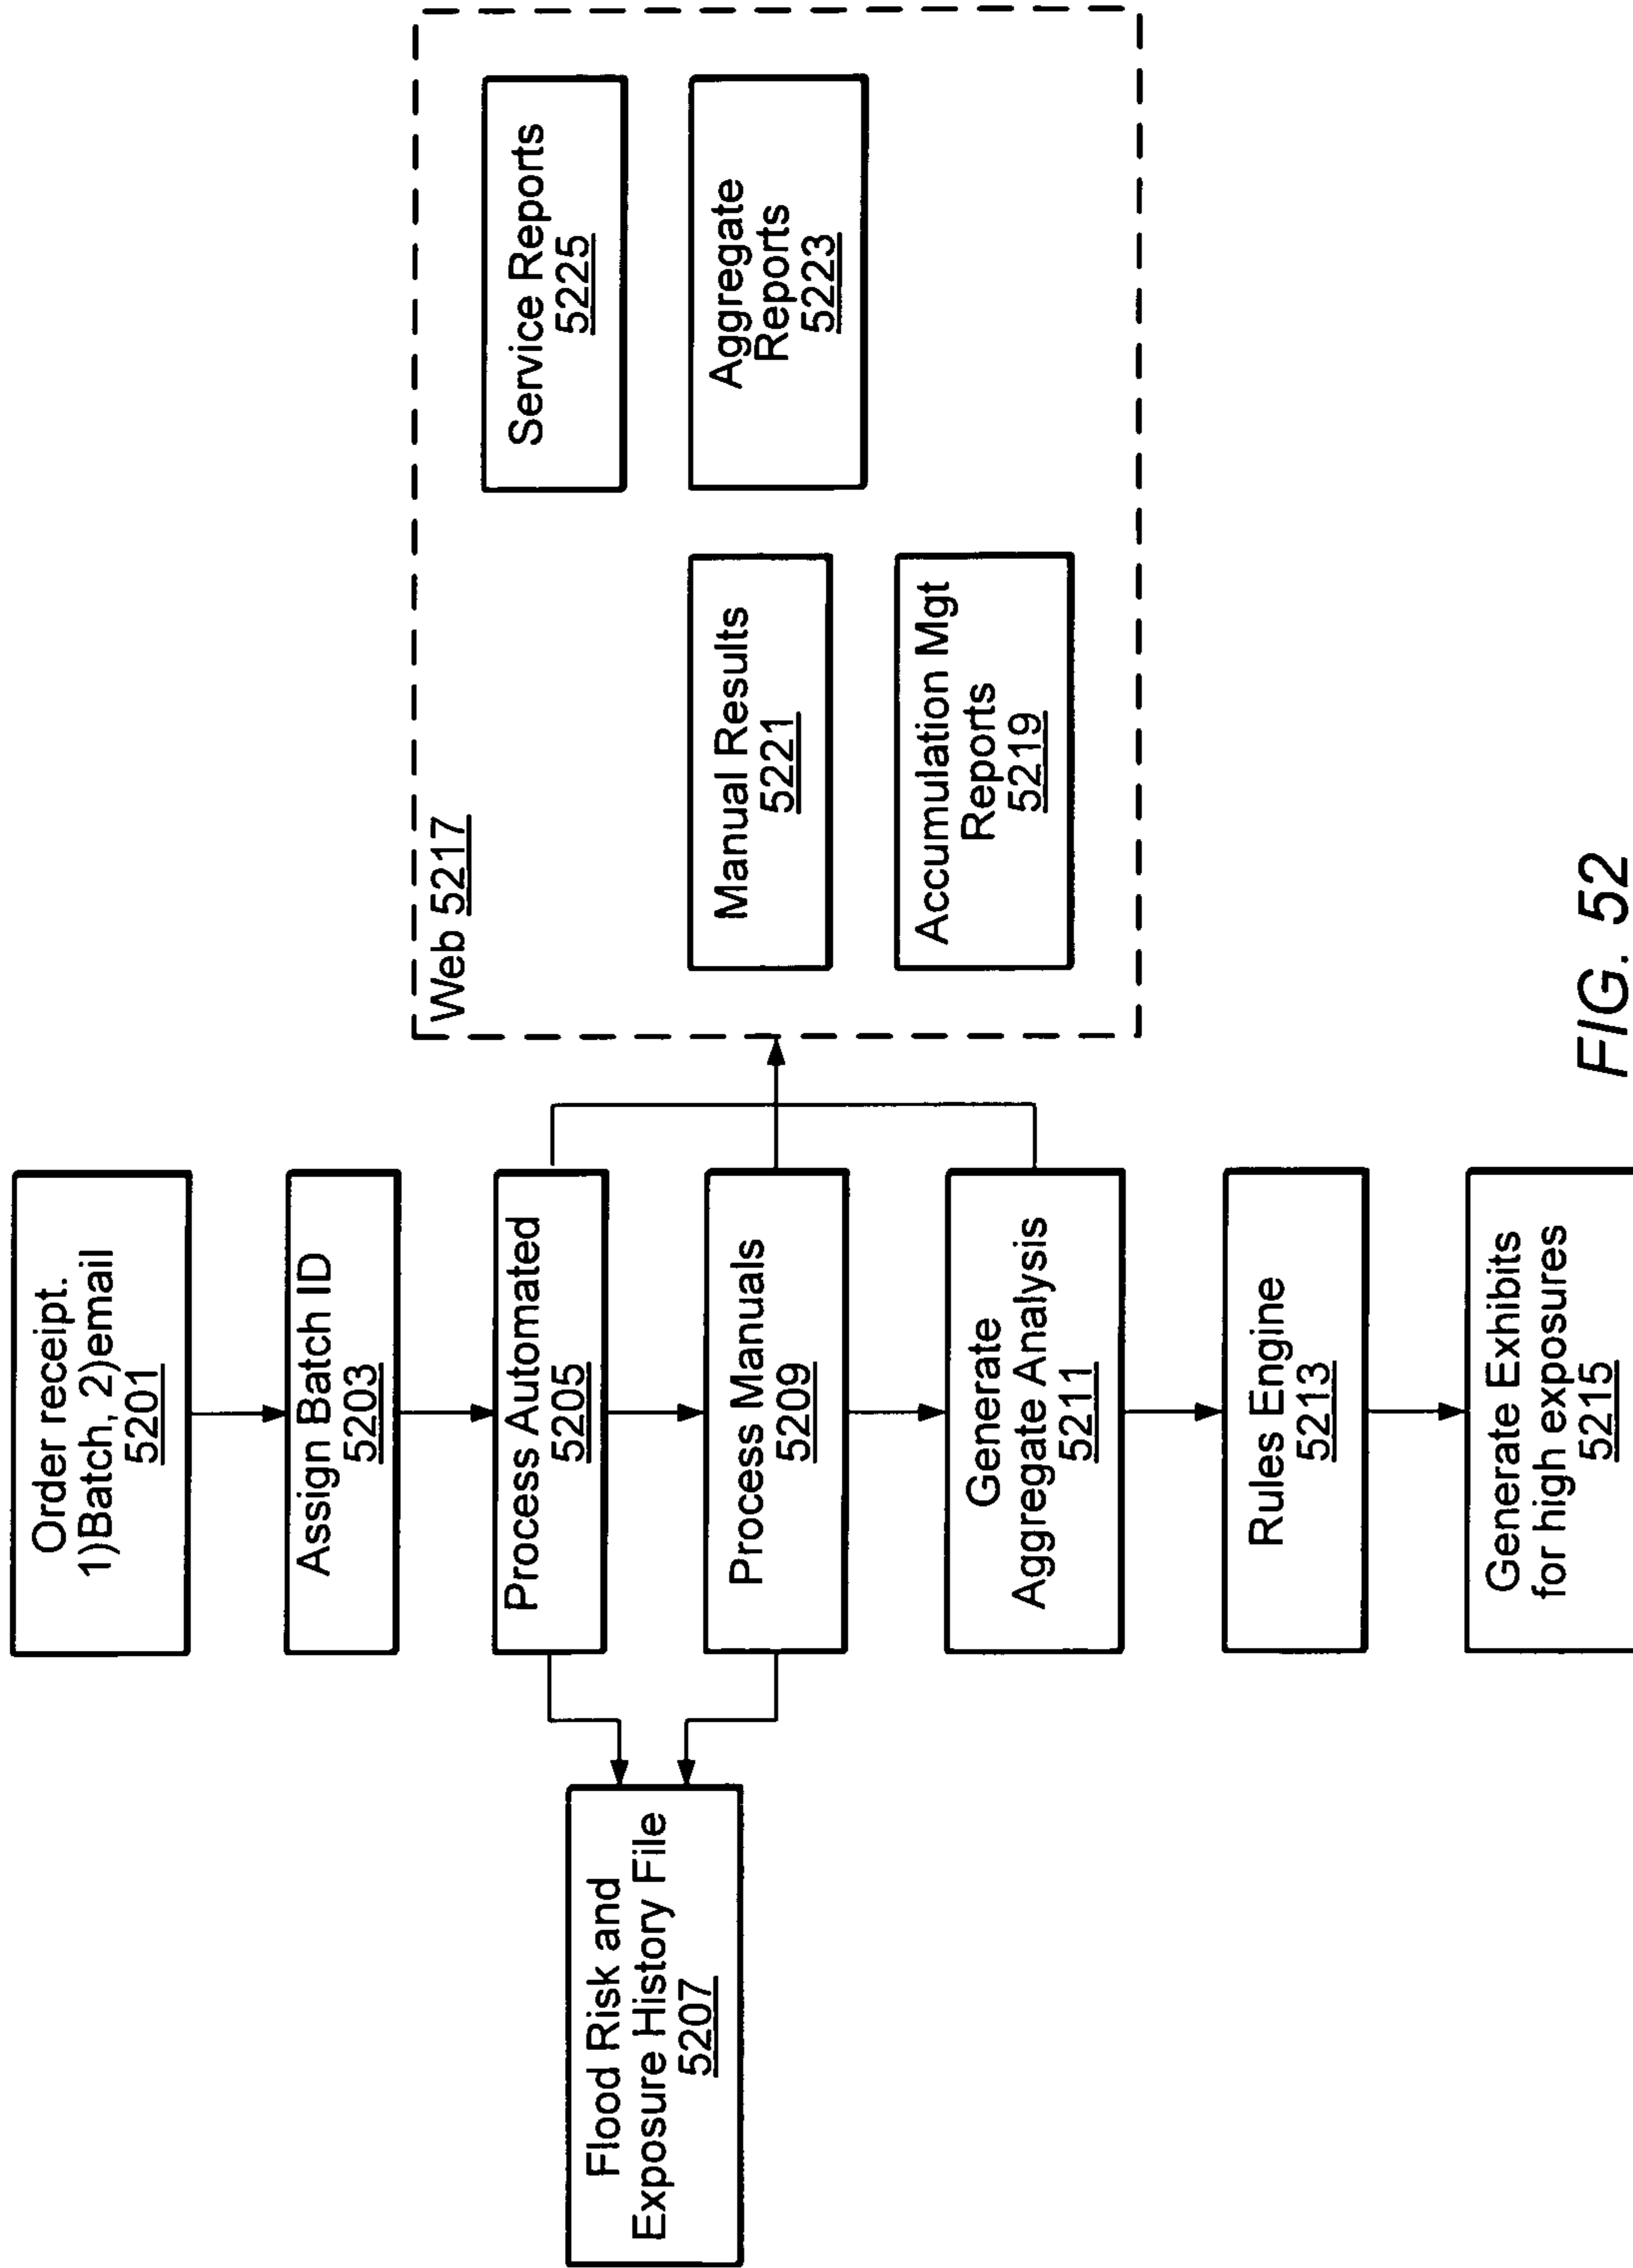 Order receipt.
1)Batch, 2)email
5201
Assign Batch ID
5203
Process Automated
5205
Flood Risk and
Exposure History File
5207
Process Manuals
5209
Generate
Aggregate Analysis
5211
Rules Engine
5213
Generate Exhibits
for high exposures
5215
Web 5217
Service Reports
5225
Manual Results
5221
Aggregate
Reports
5223
Accumulation Mgt
Reports
5219
FIG. 52